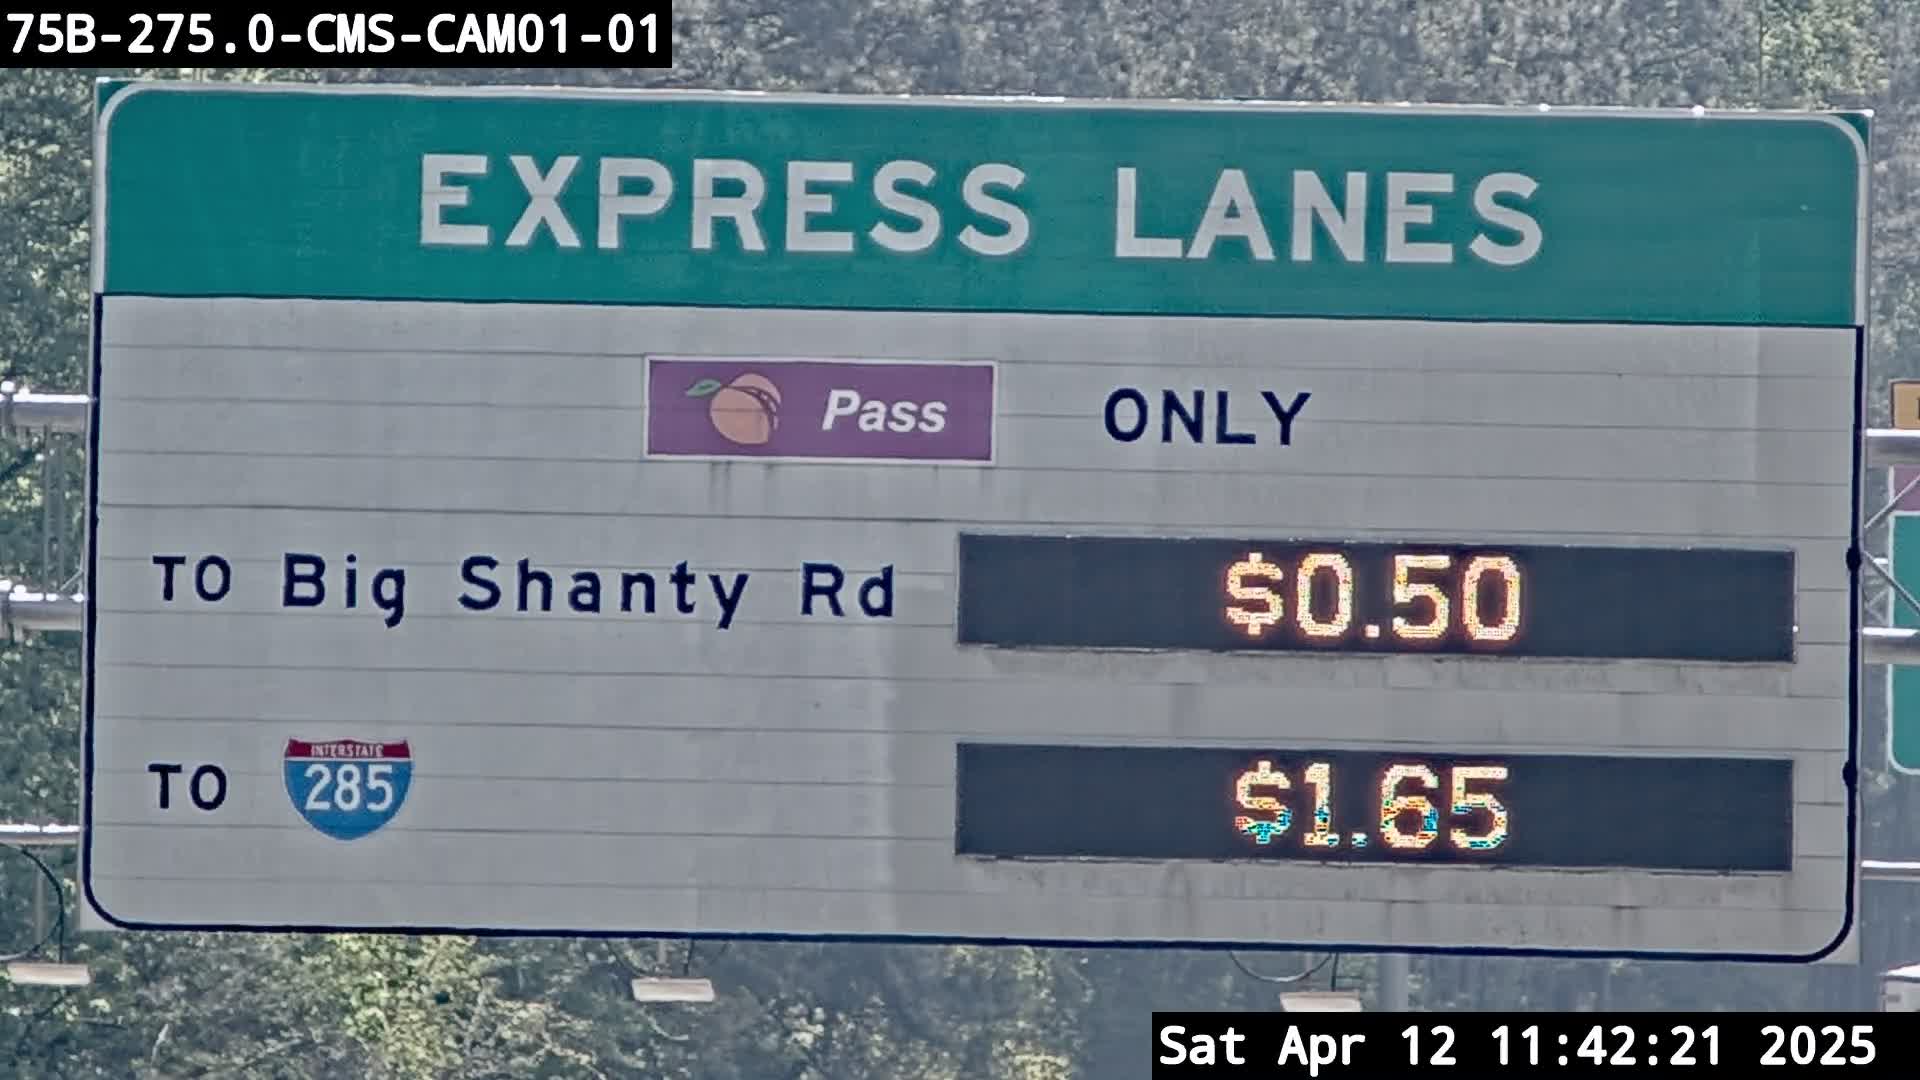 75B-275.0-CMS-CAM01-01
EXPRESS LANES
Pass ONLY
TO Big Shanty Rd $0.50
INTERSTATE
TO 285 $1.65
Sat Apr 12 11:42:21 2025